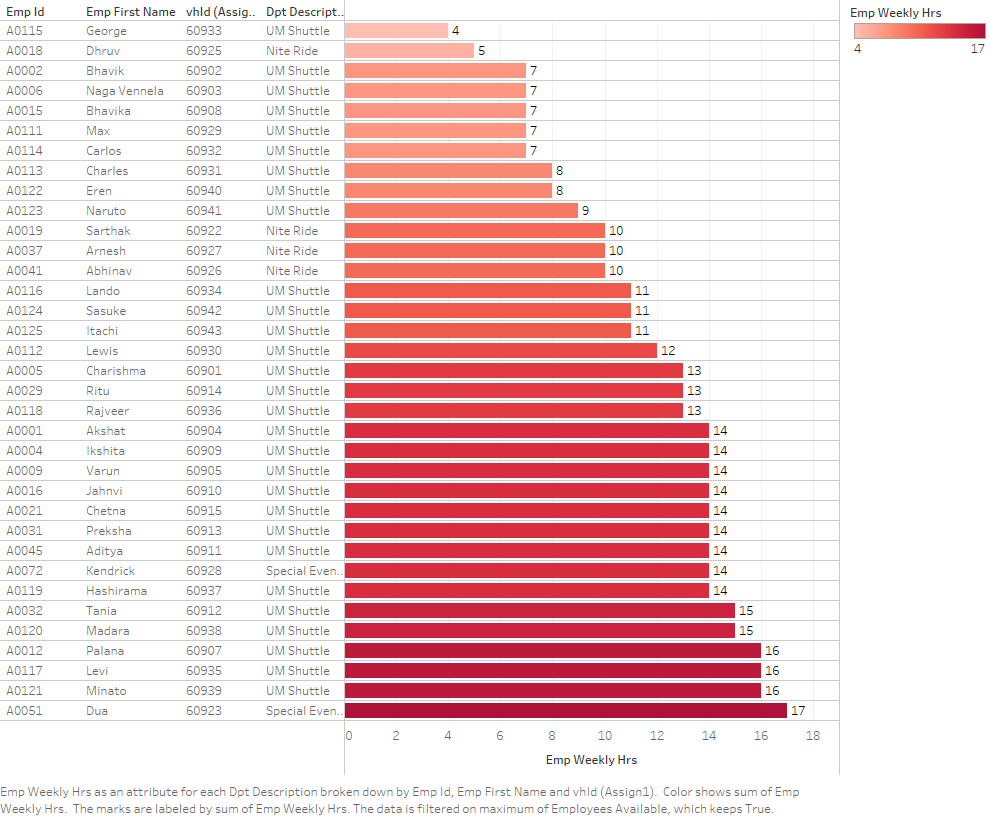 Emp Id Emp First Name vhId (Assig.. Dpt Descript..
A0115 George 60933 UM Shuttle 4
A0018 Dhruv 60925 Nite Ride 5
A0002 Bhavik 60902 UM Shuttle 7
A0006 Naga Vennela 60903 UM Shuttle 7
A0015 Bhavika 60908 UM Shuttle 7
A0111 Max 60929 UM Shuttle 7
A0114 Carlos 60932 UM Shuttle 7
A0113 Charles 60931 UM Shuttle 8
A0122 Eren 60940 UM Shuttle 8
A0123 Naruto 60941 UM Shuttle 9
A0019 Sarthak 60922 Nite Ride 10
A0037 Arnesh 60927 Nite Ride 10
A0041 Abhinav 60926 Nite Ride 10
A0116 Lando 60934 UM Shuttle 11
A0124 Sasuke 60942 UM Shuttle 11
A0125 Itachi 60943 UM Shuttle 11
A0112 Lewis 60930 UM Shuttle 12
A0005 Charishma 60901 UM Shuttle 13
A0029 Ritu 60914 UM Shuttle 13
A0118 Rajveer 60936 UM Shuttle 13
A0001 Akshat 60904 UM Shuttle 14
A0004 Ikshita 60909 UM Shuttle 14
A0009 Varun 60905 UM Shuttle 14
A0016 Jahnvi 60910 UM Shuttle 14
A0021 Chetna 60915 UM Shuttle 14
A0031 Preksha 60913 UM Shuttle 14
A0045 Aditya 60911 UM Shuttle 14
A0072 Kendrick 60928 Special Even.. 14
A0119 Hashirama 60937 UM Shuttle 14
A0032 Tania 60912 UM Shuttle 15
A0120 Madara 60938 UM Shuttle 15
A0012 Palana 60907 UM Shuttle 16
A0117 Levi 60935 UM Shuttle 16
A0121 Minato 60939 UM Shuttle 16
A0051 Dua 60923 Special Even.. 17
0 2 4 6 8 10 12 14 16 18
Emp Weekly Hrs
Emp Weekly Hrs
4 17
Emp Weekly Hrs as an attribute for each Dpt Description broken down by Emp Id, Emp First Name and vhId (Assign1). Color shows sum of Emp
Weekly Hrs. The marks are labeled by sum of Emp Weekly Hrs. The data is filtered on maximum of Employees Available, which keeps True.